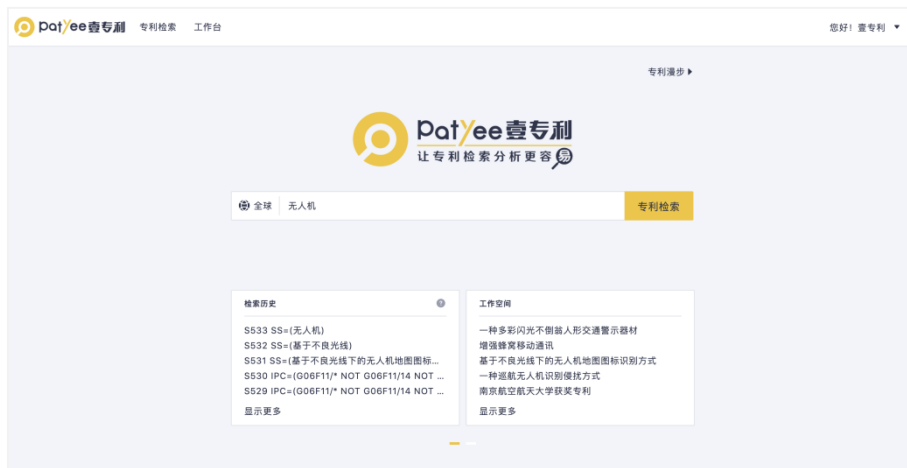 patyee壹专利 专利检索 工作台 您好！壹专利
专利漫步
patyee壹专利
让专利检索分析更容易
全球 无人机 专利检索
检索历史
S533 SS=(无人机)
S532 SS=(基于不良光线)
S531 SS=(基于不良光线下的无人机地图图标...
S530 IPC=(G06F11/* NOT G06F11/14 NOT ...
S529 IPC=(G06F11/* NOT G06F11/14 NOT ...
显示更多
工作空间
一种多彩闪光不倒翁人形交通警示器材
增强蜂窝移动通讯
基于不良光线下的无人机地图图标识别方式
一种巡航无人机识别侵扰方式
南京航空航天大学获奖专利
显示更多